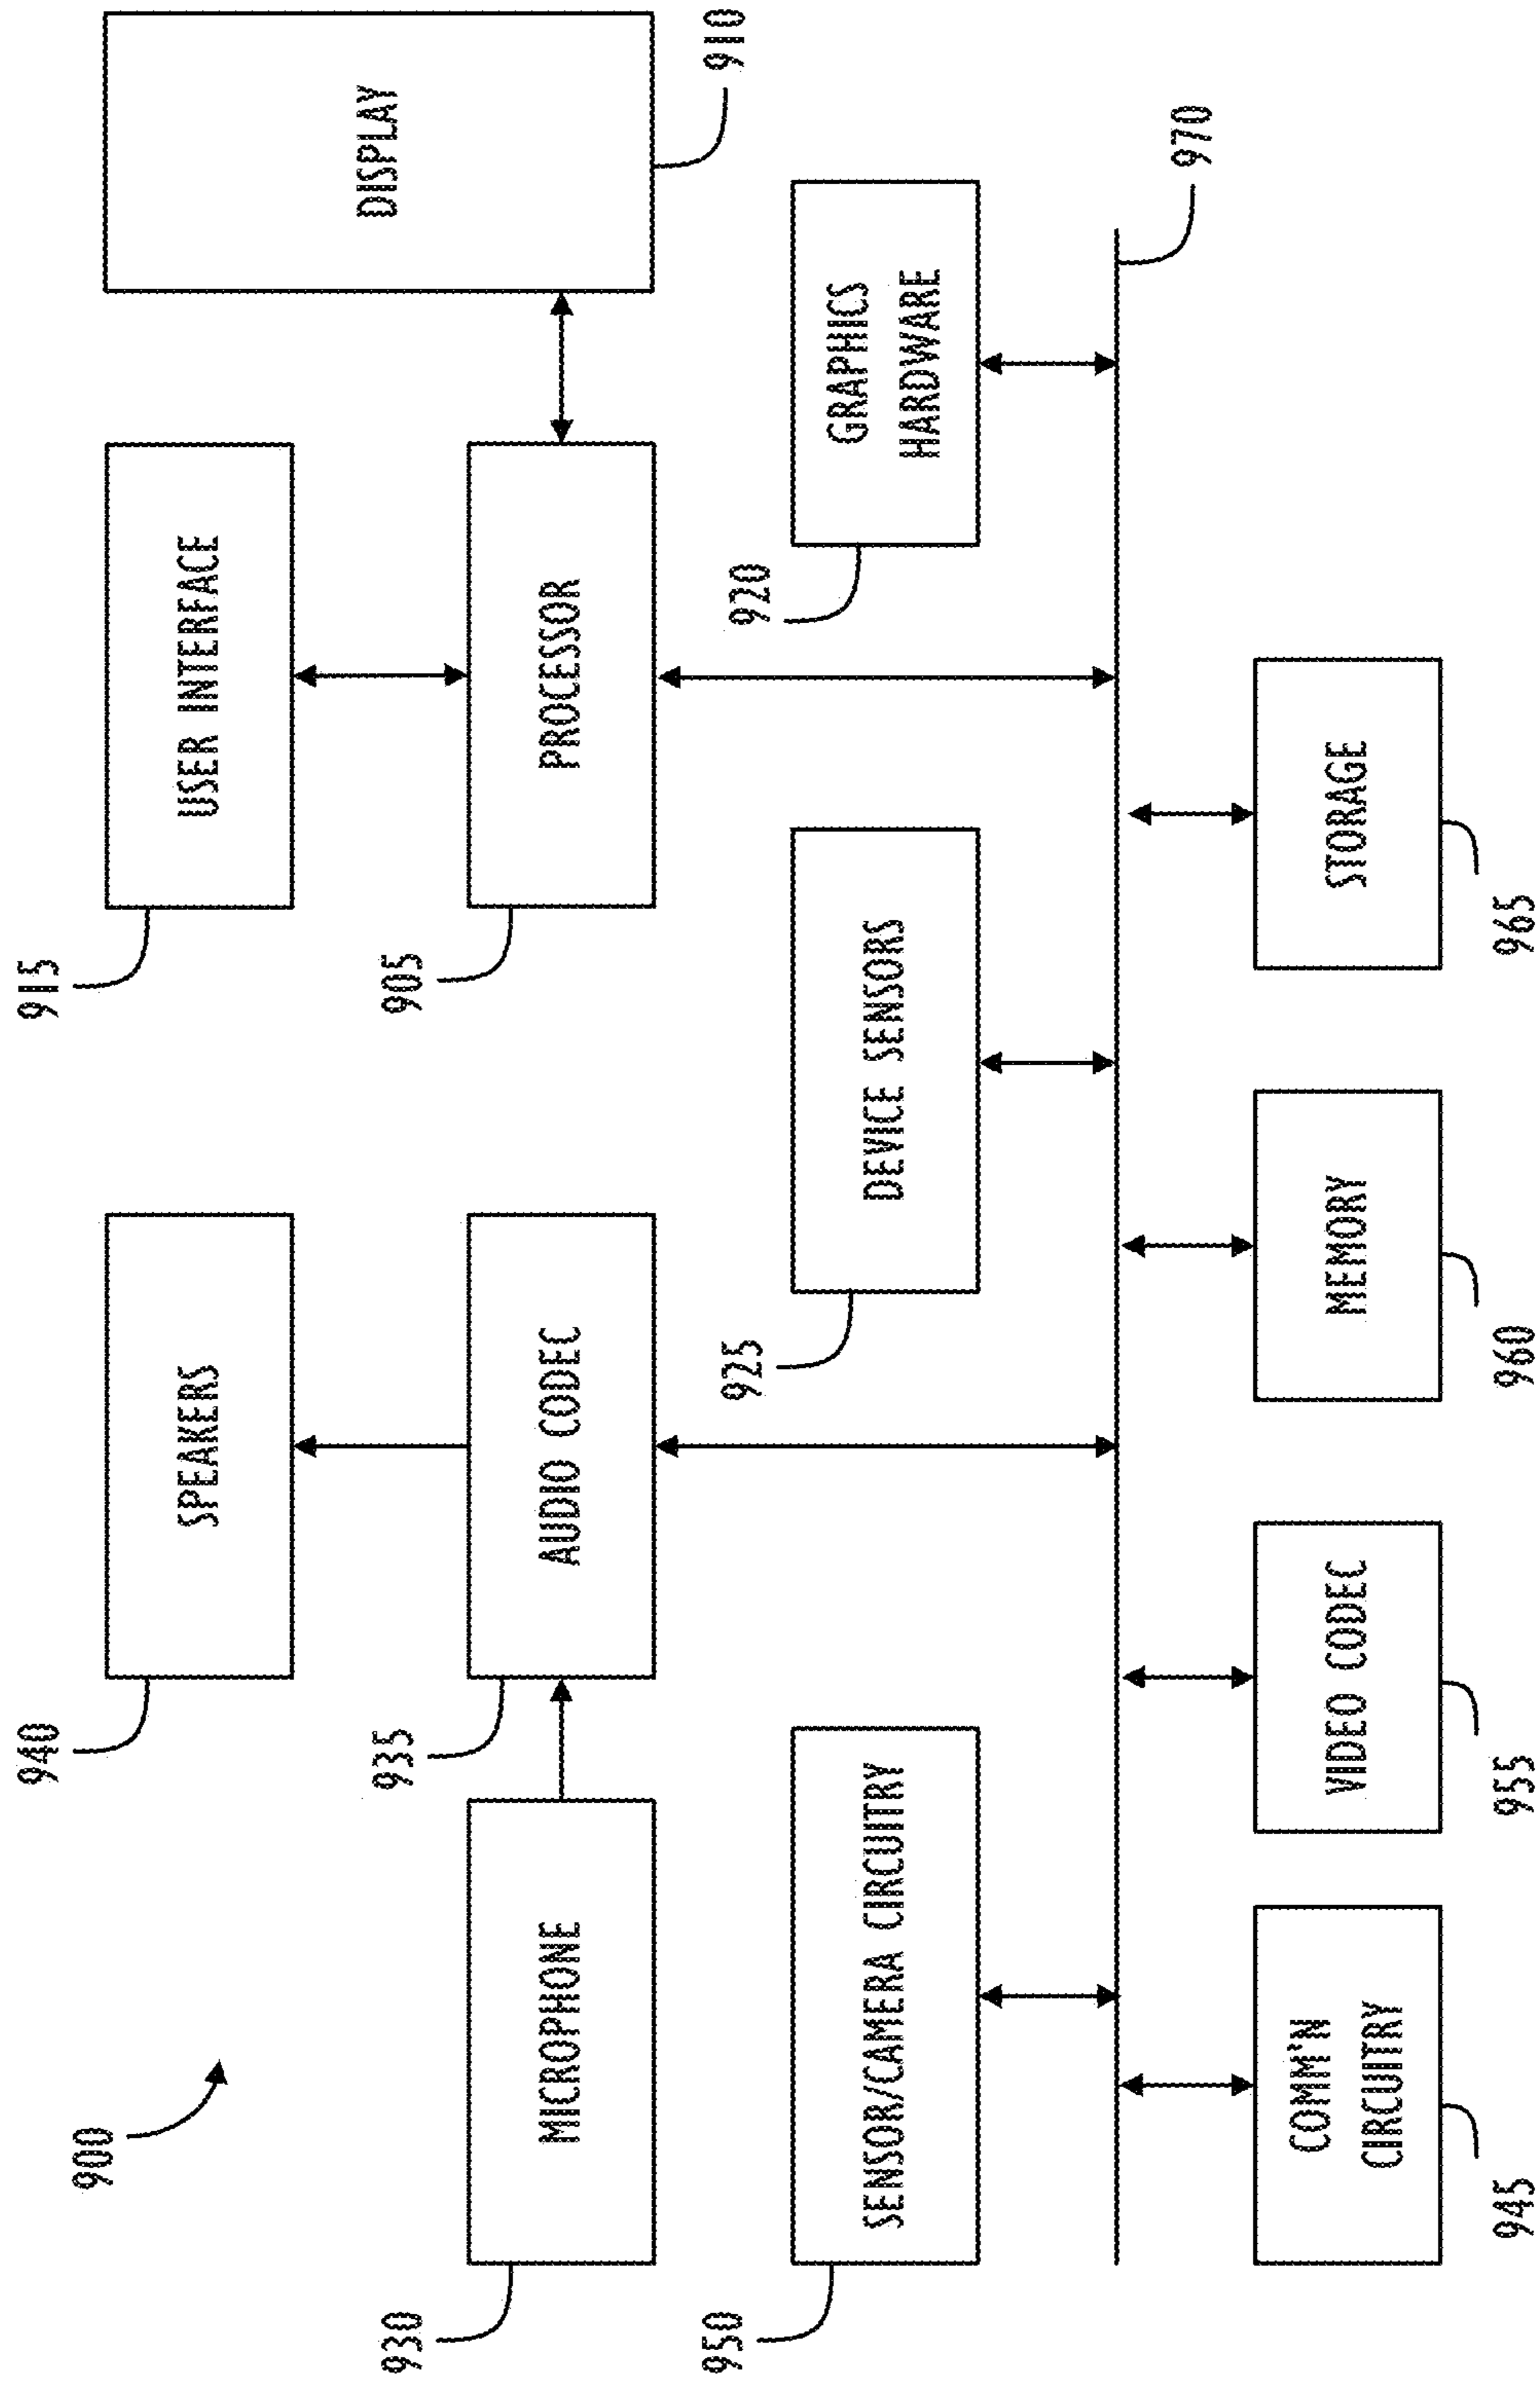 900
940
SPEAKERS
915
USER INTERFACE
DISPLAY
910
930
MICROPHONE
935
AUDIO CODEC
905
PROCESSOR
950
SENSOR/CAMERA CIRCUITRY
925
DEVICE SENSORS
920
GRAPHICS
HARDWARE
970
COMM'N
CIRCUITRY
945
VIDEO CODEC
955
MEMORY
960
STORAGE
965